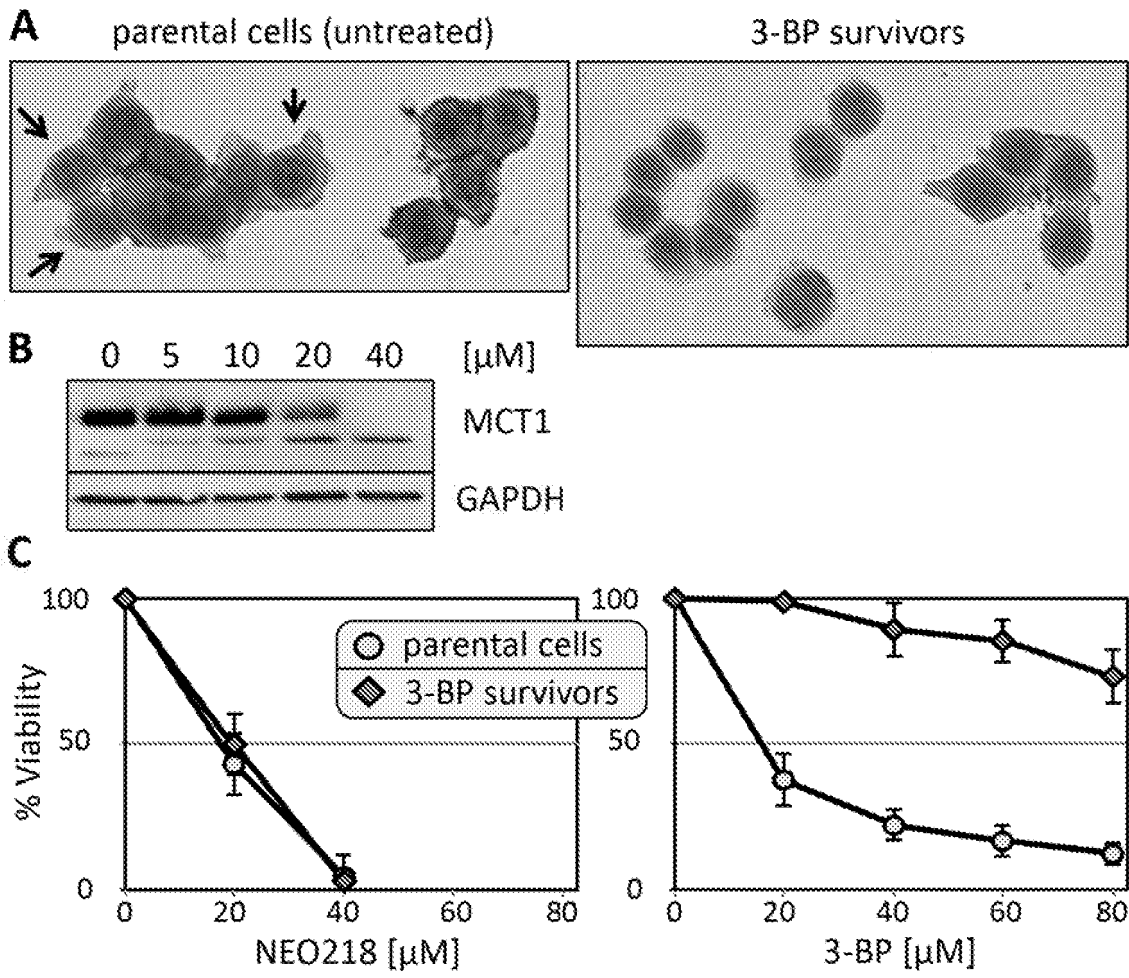 A
parental cells (untreated)
3-BP survivors
B
0 5 10 20 40 [μM]
MCT1
GAPDH
C
100
50
0
% Viability
0 20 40 60 80
NEO218 [μM]
parental cells
3-BP survivors
100
50
0
0 20 40 60 80
3-BP [μM]